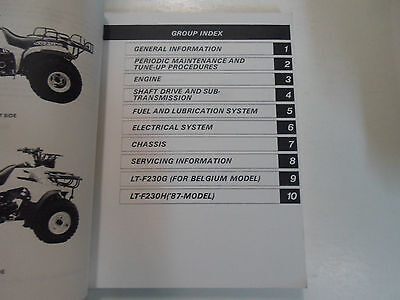 GROUP INDEX
GENERAL INFORMATION 1
PERIODIC MAINTENANCE AND
TUNE-UP PROCEDURES 2
ENGINE 3
SHAFT DRIVE AND SUB-
TRANSMISSION 4
FUEL AND LUBRICATION SYSTEM 5
ELECTRICAL SYSTEM 6
CHASSIS 7
SERVICING INFORMATION 8
LT-F230G (FOR BELGIUM MODEL) 9
LT-F230H('87-MODEL) 10
SIDE